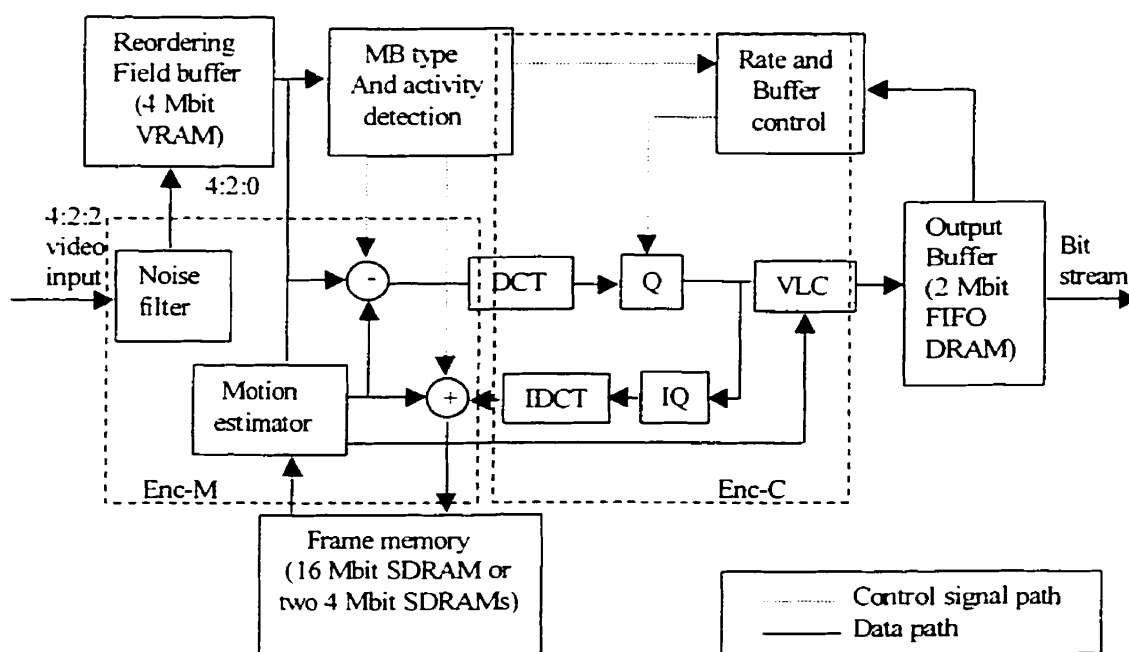 Reordering
Field buffer
(4 Mbit
VRAM)
MB type
And activity
detection
Rate and
Buffer
control
4:2:0
4:2:2
video
input
Noise
filter
-
DCT
Q
VLC
Output
Buffer
(2 Mbit
FIFO
DRAM)
Bit
stream
Motion
estimator
+
IDCT
IQ
Enc-M
Enc-C
Frame memory
(16 Mbit SDRAM or
two 4 Mbit SDRAMs)
Control signal path
Data path